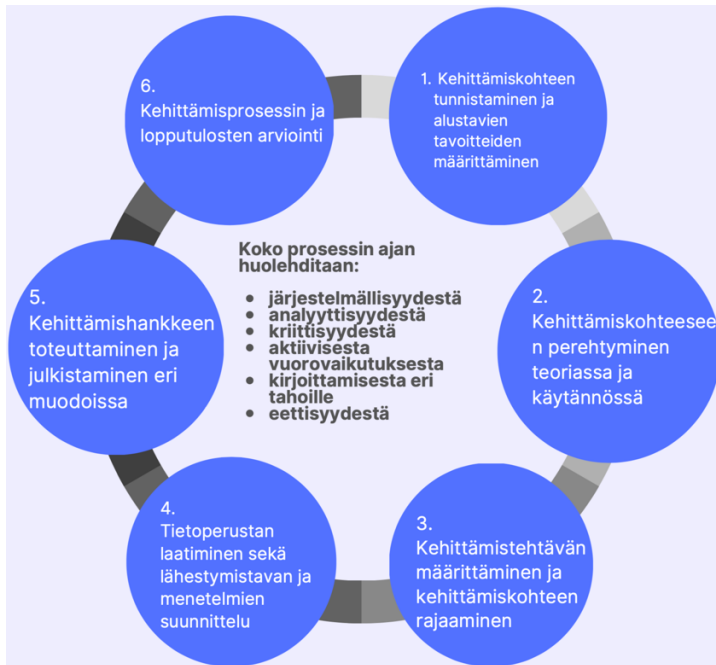 1. Kehittämiskohteen
tunnistaminen ja
alustavien
tavoitteiden
määrittäminen
2.
Kehittämiskohteesee
n perehtyminen
teoriassa ja
käytännössä
3.
Kehittämistehtävän
määrittäminen ja
kehittämiskohteen
rajaaminen
4.
Tietoperustan
laatiminen sekä
lähestymistavan ja
menetelmien
suunnittelu
5.
Kehittämishankkeen
toteuttaminen ja
julkistaminen eri
muodoissa
6.
Kehittämisprosessin ja
lopputulosten arviointi
Koko prosessin ajan
huolenditaan:
• järjestelmällisyydestä
• analyyttisyydestä
• kriittisyydestä
• aktiivisesta
vuorovaikutuksesta
• kirjoittamisesta eri
tahoille
• eettisyydestä